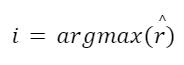 i = argmax(r̂)